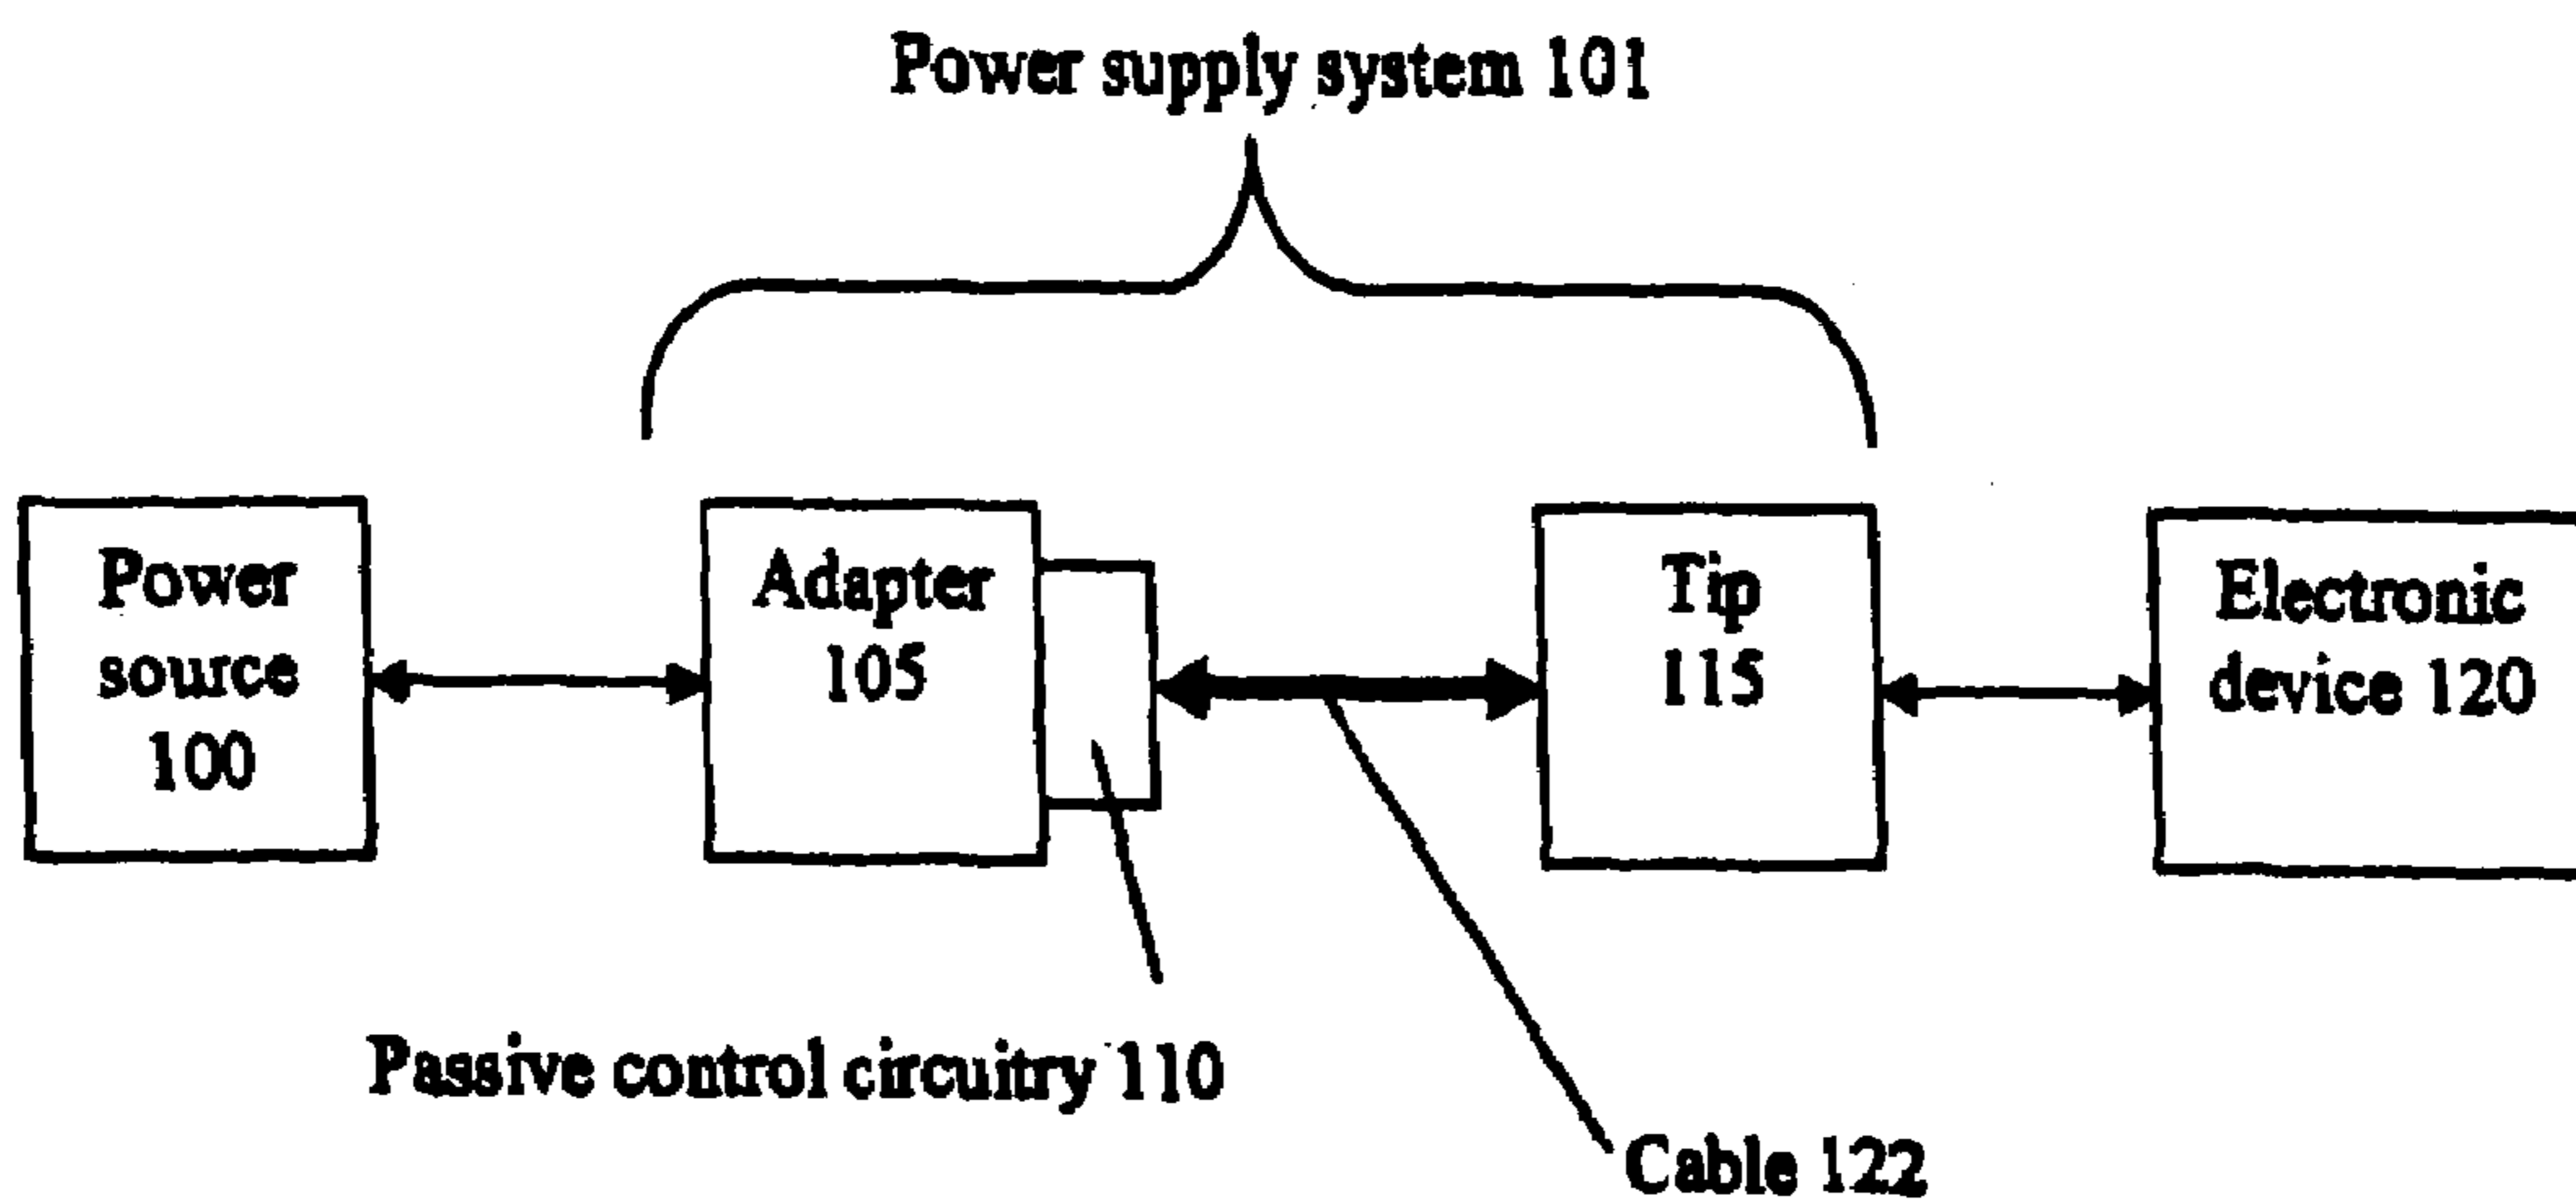 Power supply system 101
Power
source
100
Adapter
105
Tip
115
Electronic
device 120
Passive control circuitry 110
Cable 122